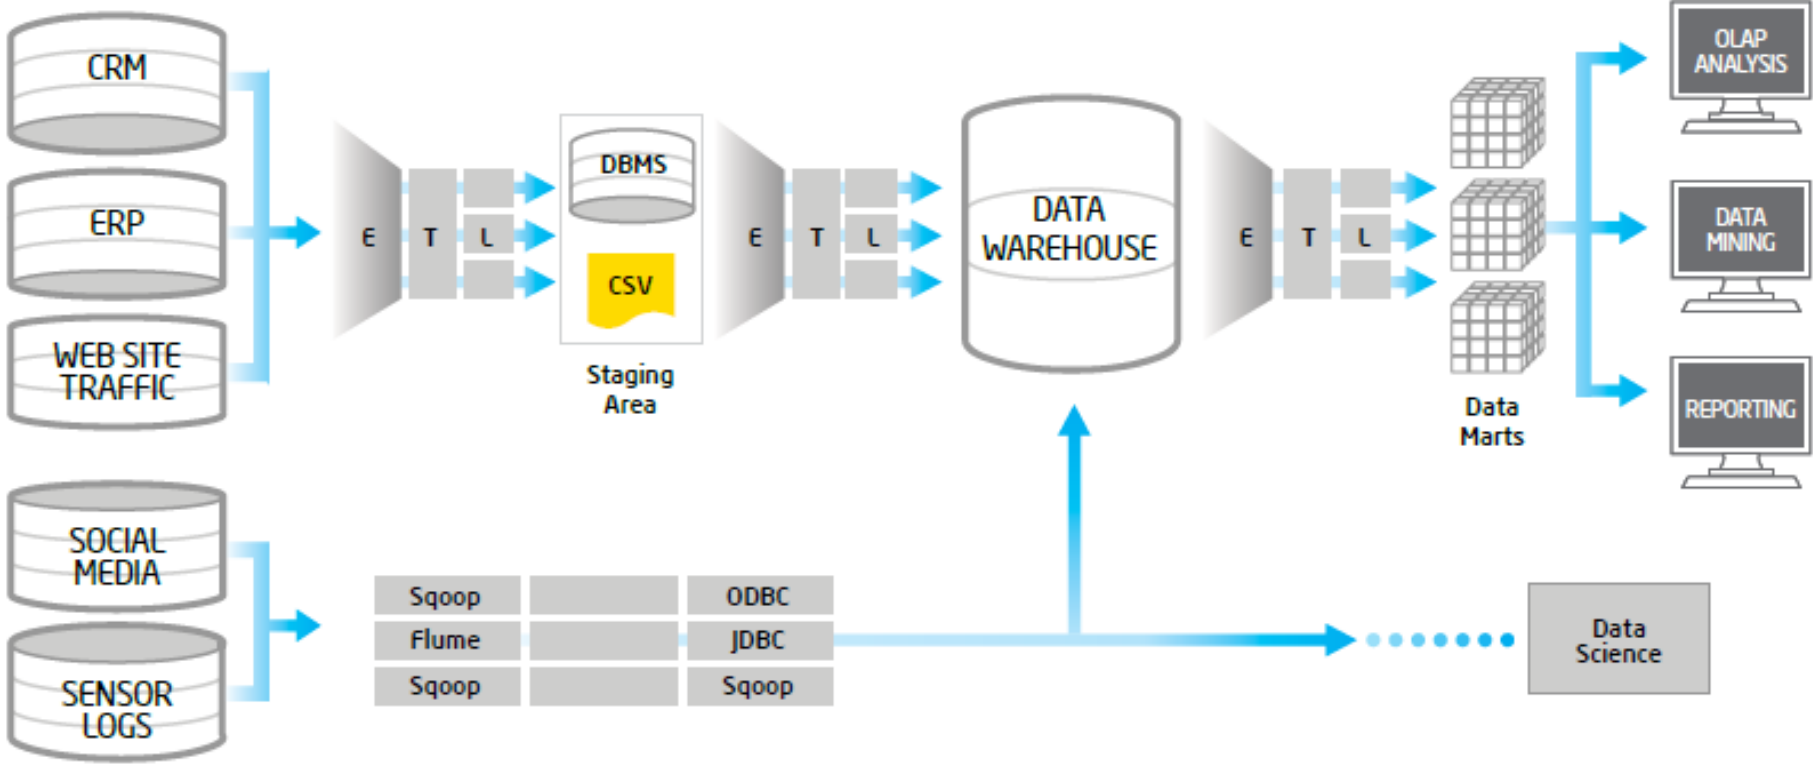 CRM
ERP
WEB SITE
TRAFFIC
E T L
DBMS
CSV
Staging
Area
E T L
DATA
WAREHOUSE
E T L
Data
Marts
OLAP
ANALYSIS
DATA
MINING
REPORTING
SOCIAL
MEDIA
SENSOR
LOGS
Sqoop
Flume
Sqoop
ODBC
JDBC
Sqoop
Data
Science